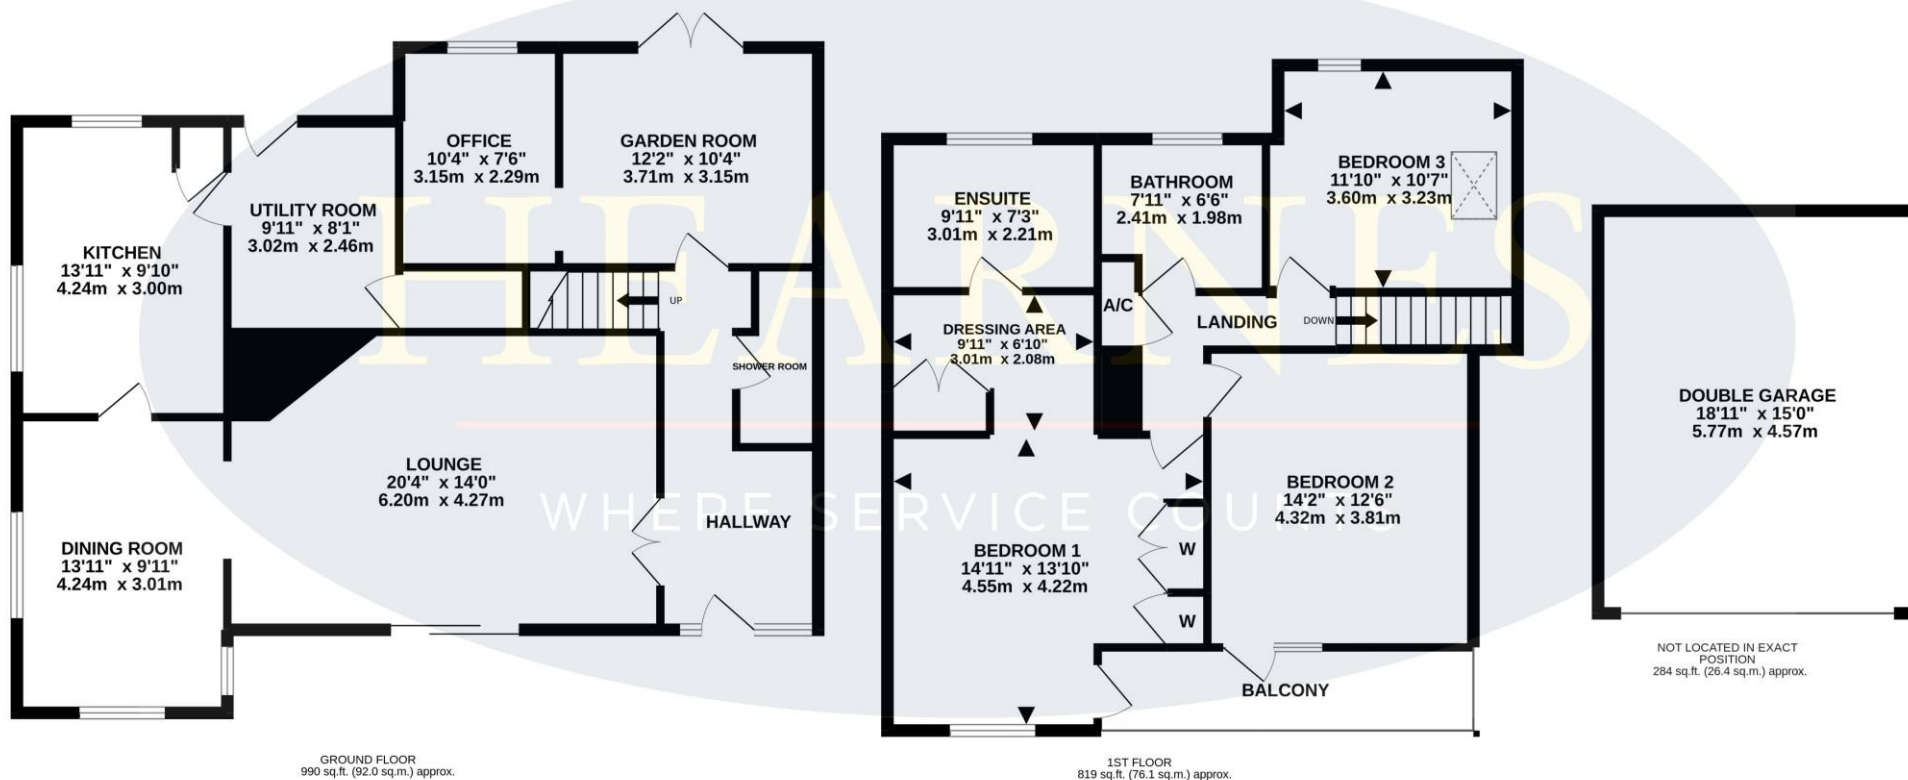 OFFICE
10'4" x 7'6"
3.15m x 2.29m
GARDEN ROOM
12'2" x 10'4"
3.71m x 3.15m
UTILITY ROOM
9'11" x 8'1"
3.02m x 2.46m
KITCHEN
13'11" x 9'10"
4.24m x 3.00m
UP
SHOWER ROOM
LOUNGE
20'4" x 14'0"
6.20m x 4.27m
HALLWAY
DINING ROOM
13'11" x 9'11"
4.24m x 3.01m
GROUND FLOOR
990 sq.ft. (92.0 sq.m.) approx.
ENSUITE
9'11" x 7'3"
3.01m x 2.21m
BATHROOM
7'11" x 6'6"
2.41m x 1.98m
BEDROOM 3
11'10" x 10'7"
3.60m x 3.23m
A/C
LANDING
DOWN
DRESSING AREA
9'11" x 6'10"
3.01m x 2.08m
BEDROOM 2
14'2" x 12'6"
4.32m x 3.81m
BEDROOM 1
14'11" x 13'10"
4.55m x 4.22m
W
W
BALCONY
1ST FLOOR
819 sq.ft. (76.1 sq.m.) approx.
DOUBLE GARAGE
18'11" x 15'0"
5.77m x 4.57m
NOT LOCATED IN EXACT
POSITION
284 sq.ft. (26.4 sq.m.) approx.
HEARNES
WHERE SERVICE COUNTS